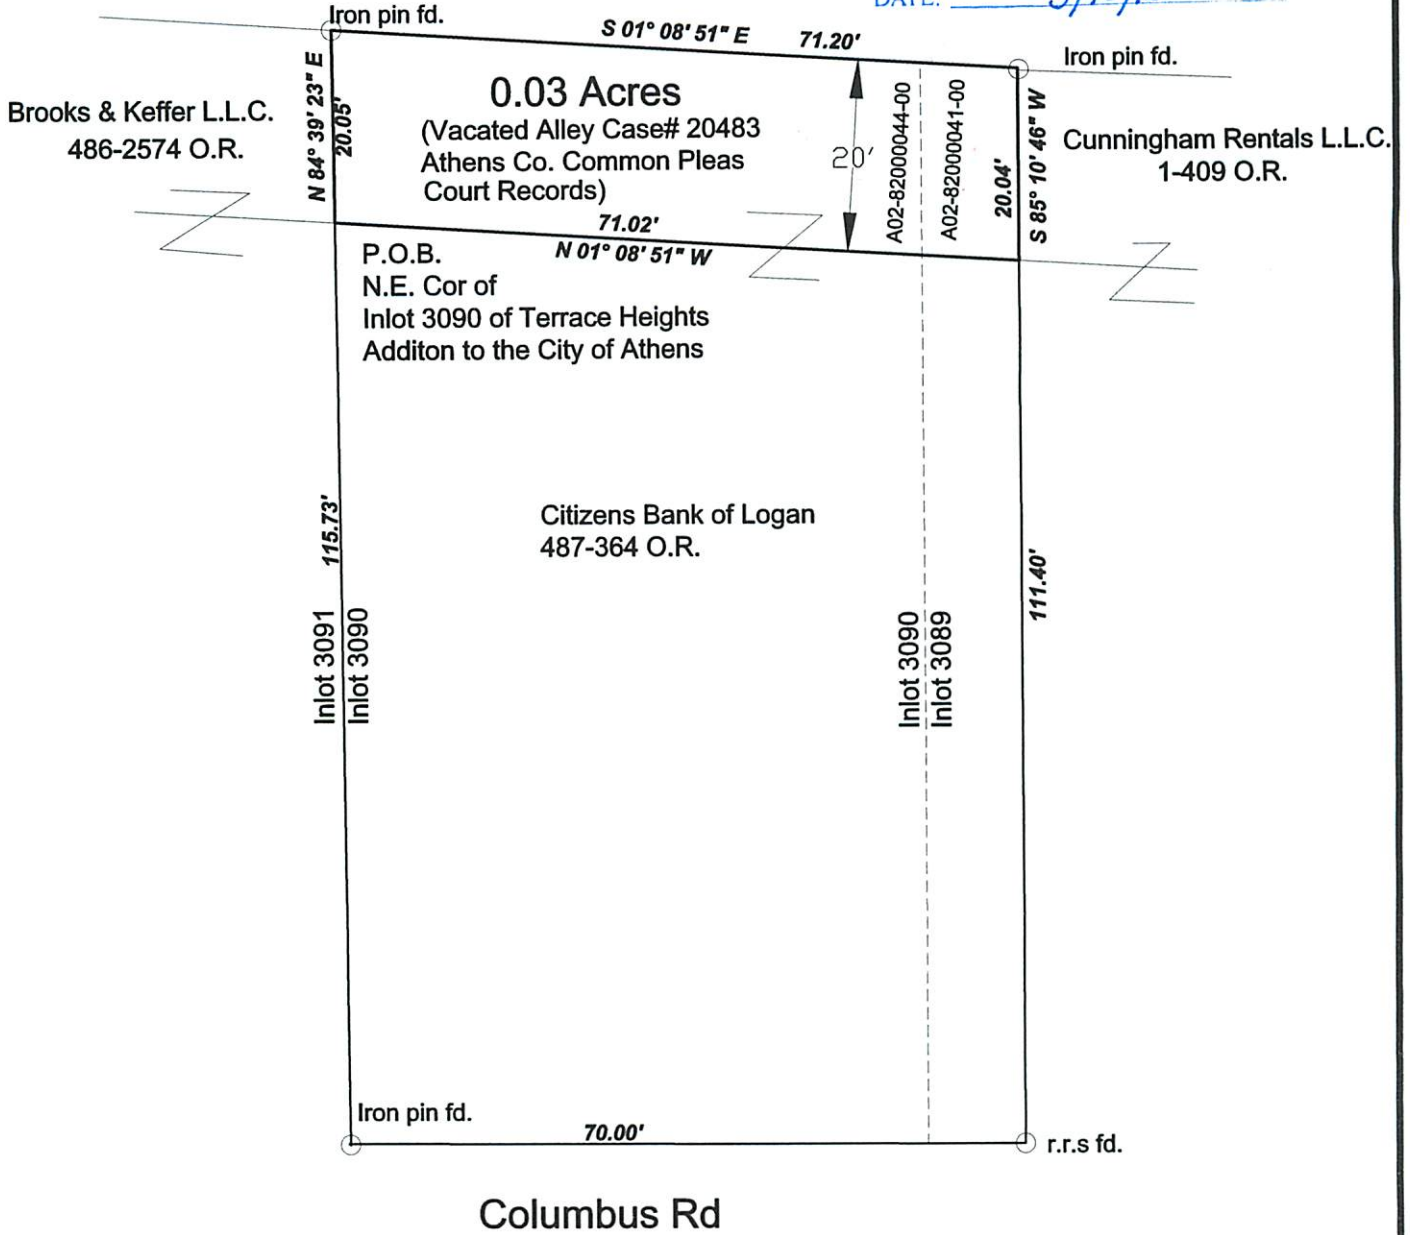 DATE:
Iron pin fd.
S 01° 08' 51" E 71.20'
Iron pin fd.
Brooks & Keffer L.L.C.
486-2574 O.R.
N 84° 39' 23" E
20.05'
0.03 Acres
(Vacated Alley Case# 20483
Athens Co. Common Pleas
Court Records)
20'
A02-82000044-00
A02-82000041-00
20.04'
S 85° 10' 46" W
Cunningham Rentals L.L.C.
1-409 O.R.
71.02'
N 01° 08' 51" W
P.O.B.
N.E. Cor of
Inlot 3090 of Terrace Heights
Additon to the City of Athens
115.73'
Citizens Bank of Logan
487-364 O.R.
111.40'
Inlot 3091
Inlot 3090
Inlot 3090
Inlot 3089
Iron pin fd.
70.00'
r.r.s fd.
Columbus Rd